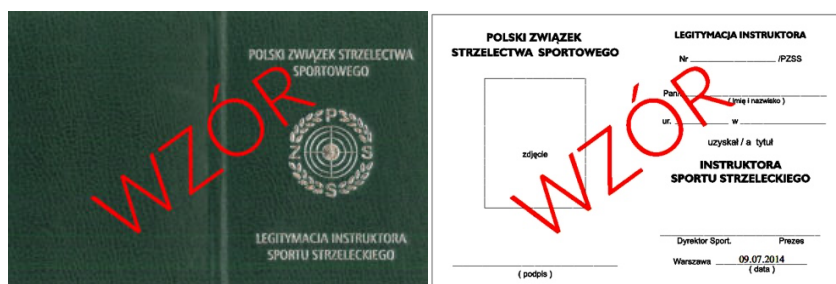 POLSKI ZWIĄZEK STRZELECTWA
SPORTOWEGO
P
Z S
S
LEGITYMACJA INSTRUKTORA
SPORTU STRZELECKIEGO
WZÓR
POLSKI ZWIĄZEK
STRZELECTWA SPORTOWEGO
zdjęcie
( podpis )
LEGITYMACJA INSTRUKTORA
Nr /PZSS
Pan
( Imię i nazwisko )
ur. w
uzyskał / a tytuł
INSTRUKTORA
SPORTU STRZELECKIEGO
Dyrektor Sport. Prezes
Warszawa 09.07.2014
( data )
WZÓR